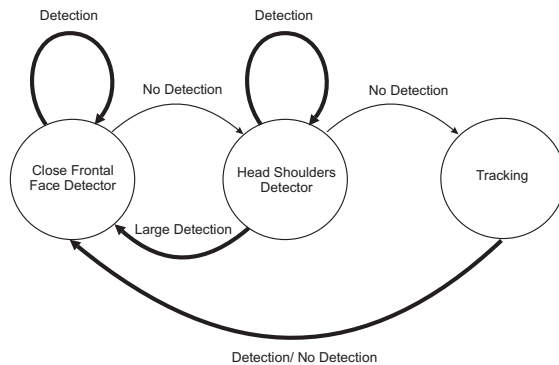 Detection
Detection
No Detection
No Detection
Close Frontal
Face Detector
Head Shoulders
Detector
Tracking
Large Detection
Detection/ No Detection